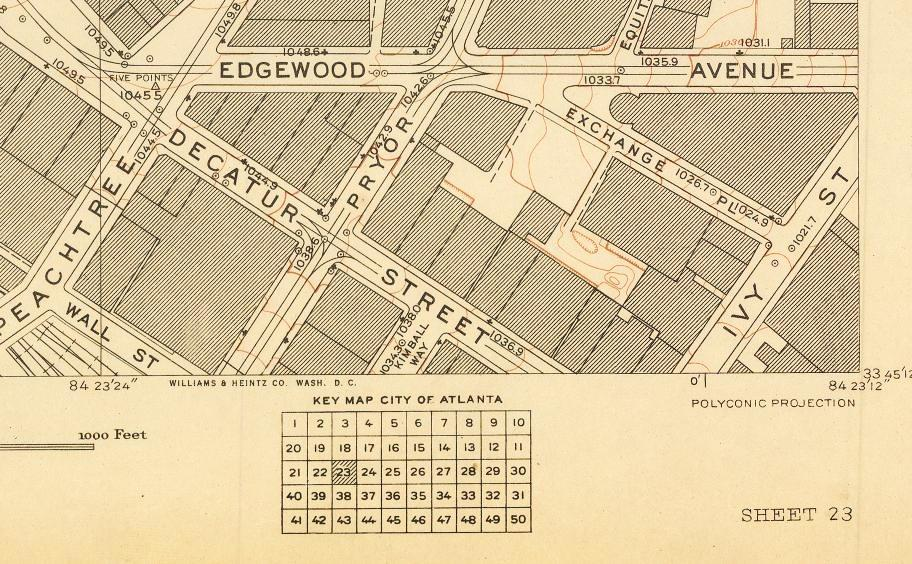 1049.8
1045.5
EQUIT
1031.1
1030
1049.5
1048.6
1035.9
1049.5
FIVE POINTS
1045.5
EDGEWOOD
AVENUE
1033.7
1042.6
1044.5
DECATUR
1044.9
1042.9
PRYOR
EXCHANGE
1026.7
PL
1024.9
ST
1021.7
PEACHTREE
1038.6
STREET
IVY
WALL
ST
1038.0
1034.3
KIMBALL
WAY
1036.9
84 23'24"
WILLIAMS & HEINTZ CO. WASH. D. C.
0'
33 45'12
84 23'12"
KEY MAP CITY OF ATLANTA
POLYCONIC PROJECTION
1000 Feet
1 2 3 4 5 6 7 8 9 10
20 19 18 17 16 15 14 13 12 11
21 22 23 24 25 26 27 28 29 30
40 39 38 37 36 35 34 33 32 31
41 42 43 44 45 46 47 48 49 50
SHEET 23